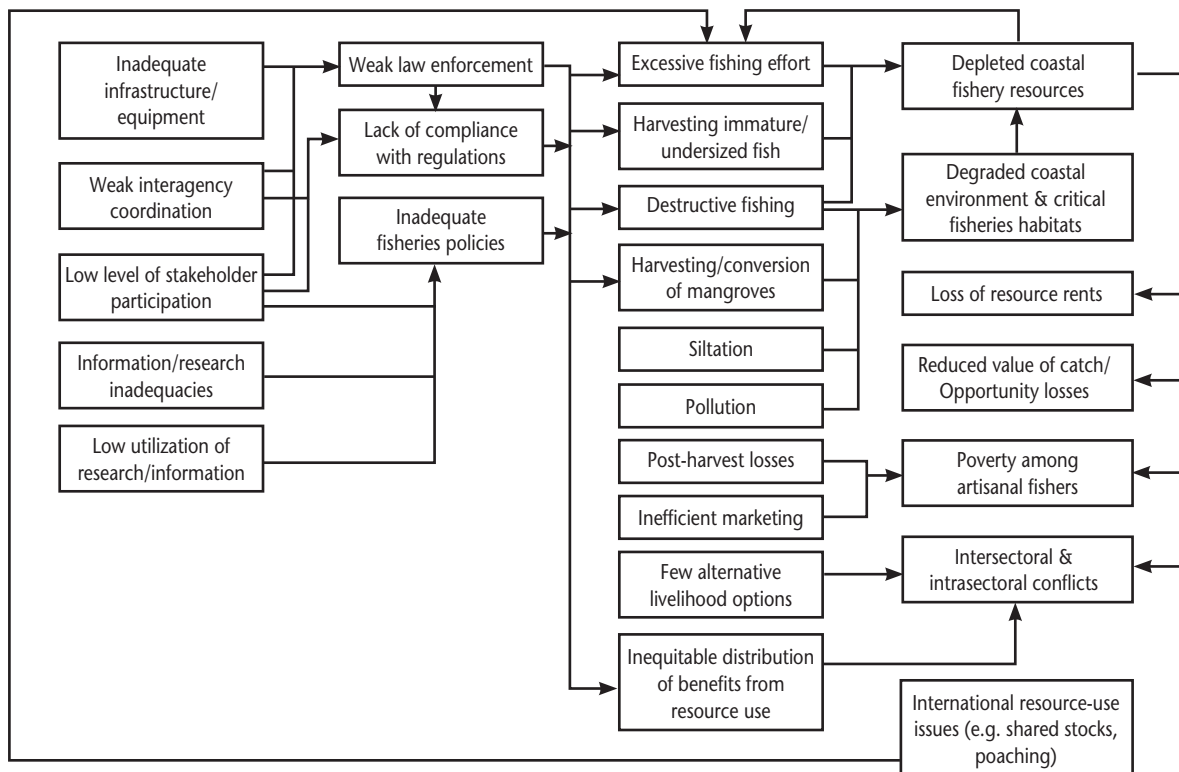 Inadequate
infrastructure/
equipment
Weak interagency
coordination
Low level of stakeholder
participation
Information/research
inadequacies
Low utilization of
research/information
Weak law enforcement
Lack of compliance
with regulations
Inadequate
fisheries policies
Excessive fishing effort
Harvesting immature/
undersized fish
Destructive fishing
Harvesting/conversion
of mangroves
Siltation
Pollution
Post-harvest losses
Inefficient marketing
Few alternative
livelihood options
Inequitable distribution
of benefits from
resource use
Depleted coastal
fishery resources
Degraded coastal
environment & critical
fisheries habitats
Loss of resource rents
Reduced value of catch/
Opportunity losses
Poverty among
artisanal fishers
Intersectoral &
intrasectoral conflicts
International resource-use
issues (e.g. shared stocks,
poaching)